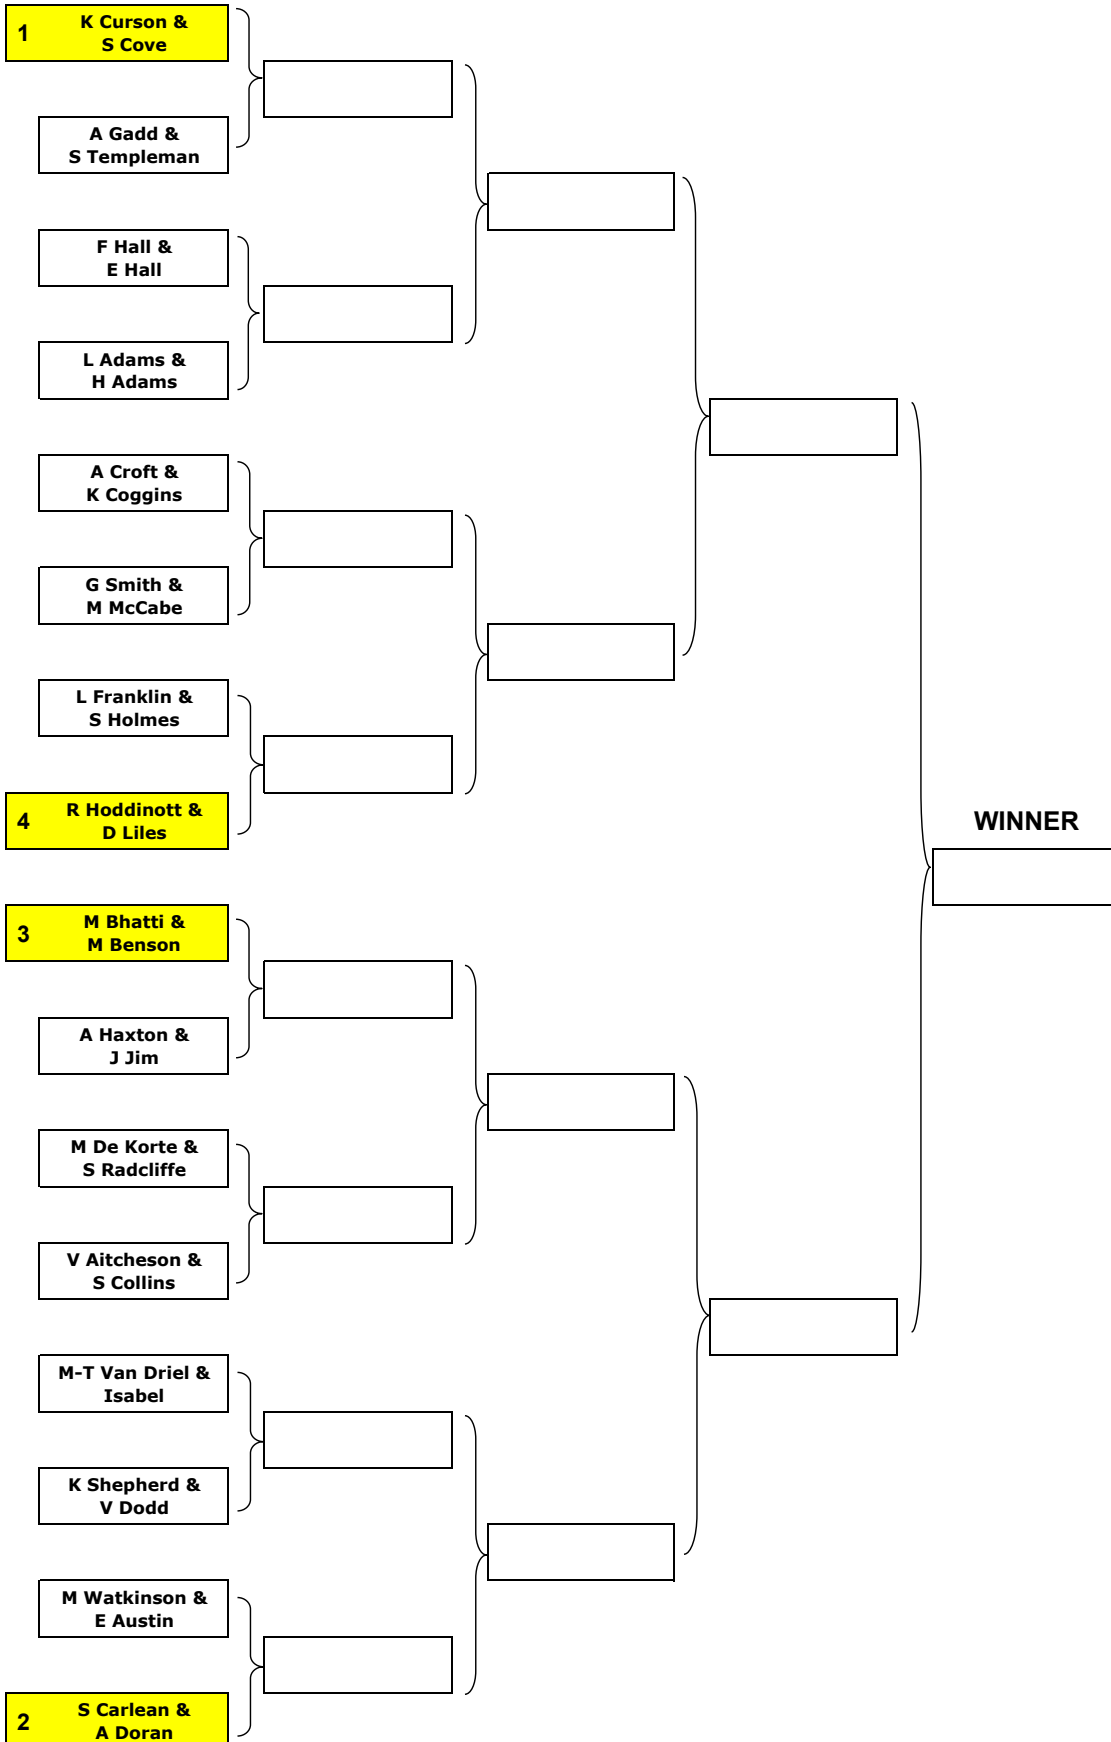 1
K Curson &
S Cove
A Gadd &
S Templeman
F Hall &
E Hall
L Adams &
H Adams
A Croft &
K Coggins
G Smith &
M McCabe
L Franklin &
S Holmes
4
R Hoddinott &
D Liles
WINNER
3
M Bhatti &
M Benson
A Haxton &
J Jim
M De Korte &
S Radcliffe
V Aitcheson &
S Collins
M-T Van Driel &
Isabel
K Shepherd &
V Dodd
M Watkinson &
E Austin
2
S Carlean &
A Doran